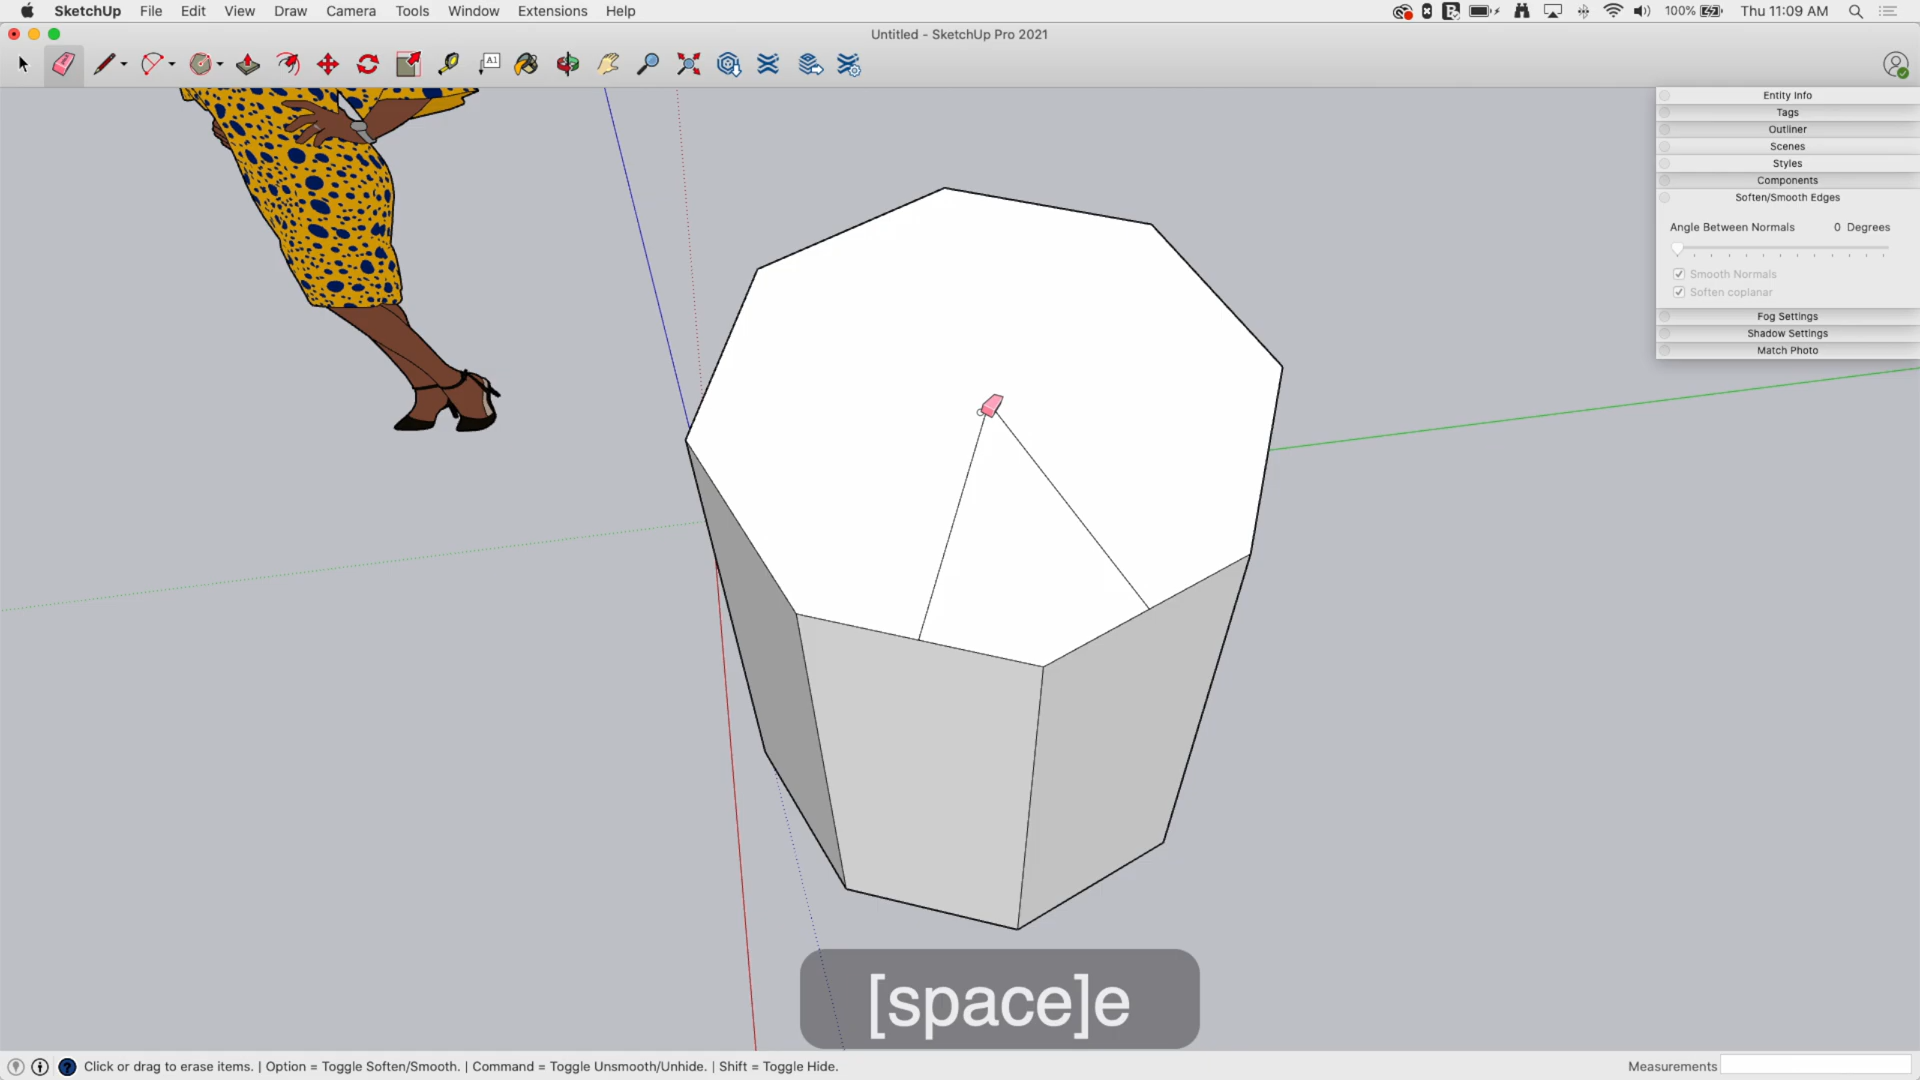 SketchUp File Edit View Draw Camera Tools Window Extensions Help 100% Thu 11:09 AM
Untitled - SketchUp Pro 2021
A1
Entity Info
Tags
Outliner
Scenes
Styles
Components
Soften/Smooth Edges
Angle Between Normals 0 Degrees
Smooth Normals
Soften coplanar
Fog Settings
Shadow Settings
Match Photo
[space]e
Click or drag to erase items. | Option = Toggle Soften/Smooth. | Command = Toggle Unsmooth/Unhide. | Shift = Toggle Hide. Measurements